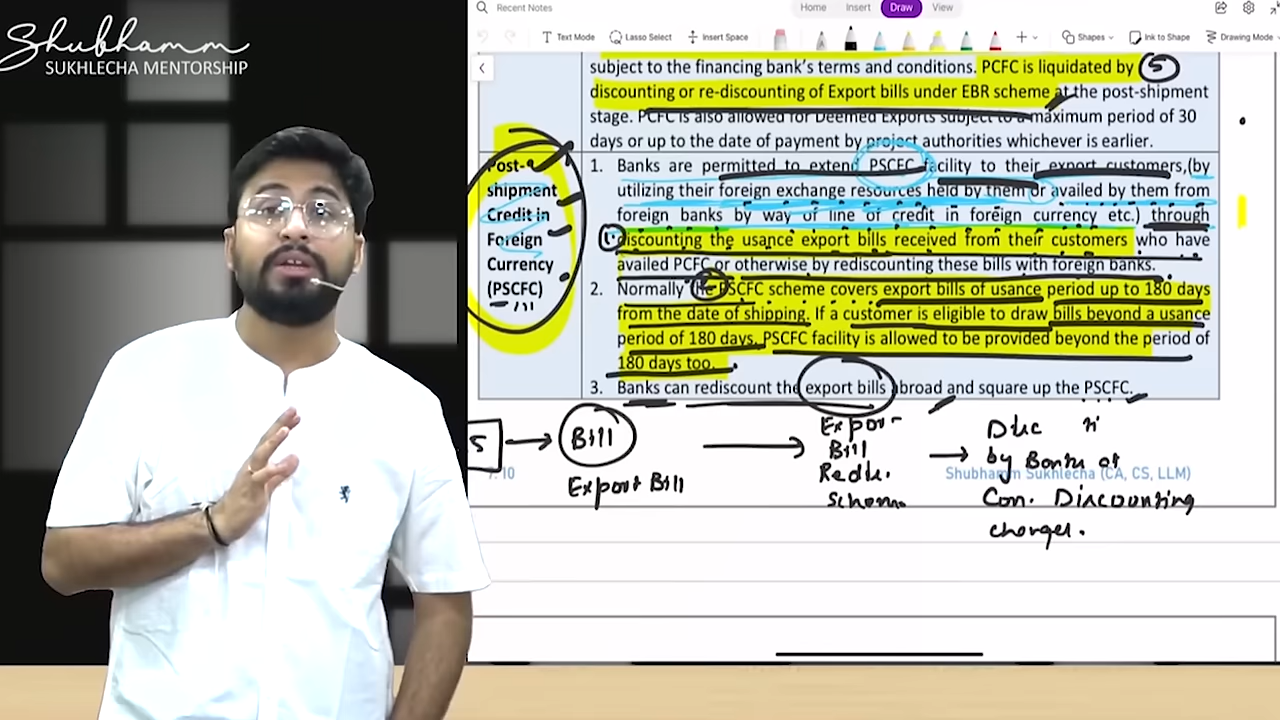 Shubhamm
SUKHLECHA MENTORSHIP
Recent Notes
Home Insert Draw View
Text Mode Lasso Select Insert Space Shapes Ink to Shape Drawing Mode
subject to the financing bank's terms and conditions. PCFC is liquidated by 5
discounting or re-discounting of Export bills under EBR scheme at the post-shipment
stage. PCFC is also allowed for Deemed Exports subject to a maximum period of 30
days or up to the date of payment by project authorities whichever is earlier.
Post-
shipment
Credit in
Foreign
Currency
(PSCFC)
1. Banks are permitted to extend PSCFC facility to their export customers,(by
utilizing their foreign exchange resources held by them or availed by them from
foreign banks by way of line of credit in foreign currency etc.) through
discounting the usance export bills received from their customers who have
availed PCFC or otherwise by rediscounting these bills with foreign banks.
2. Normally the PSCFC scheme covers export bills of usance period up to 180 days
from the date of shipping. If a customer is eligible to draw bills beyond a usance
period of 180 days, PSCFC facility is allowed to be provided beyond the period of
180 days too.
3. Banks can rediscount the export bills abroad and square up the PSCFC.
5 Bill
Export Bill
Export
Bill
Scheme
by Banks at
Con. Discounting
charges.
7.10
Shubhamm Sukhlecha (CA, CS, LLM)